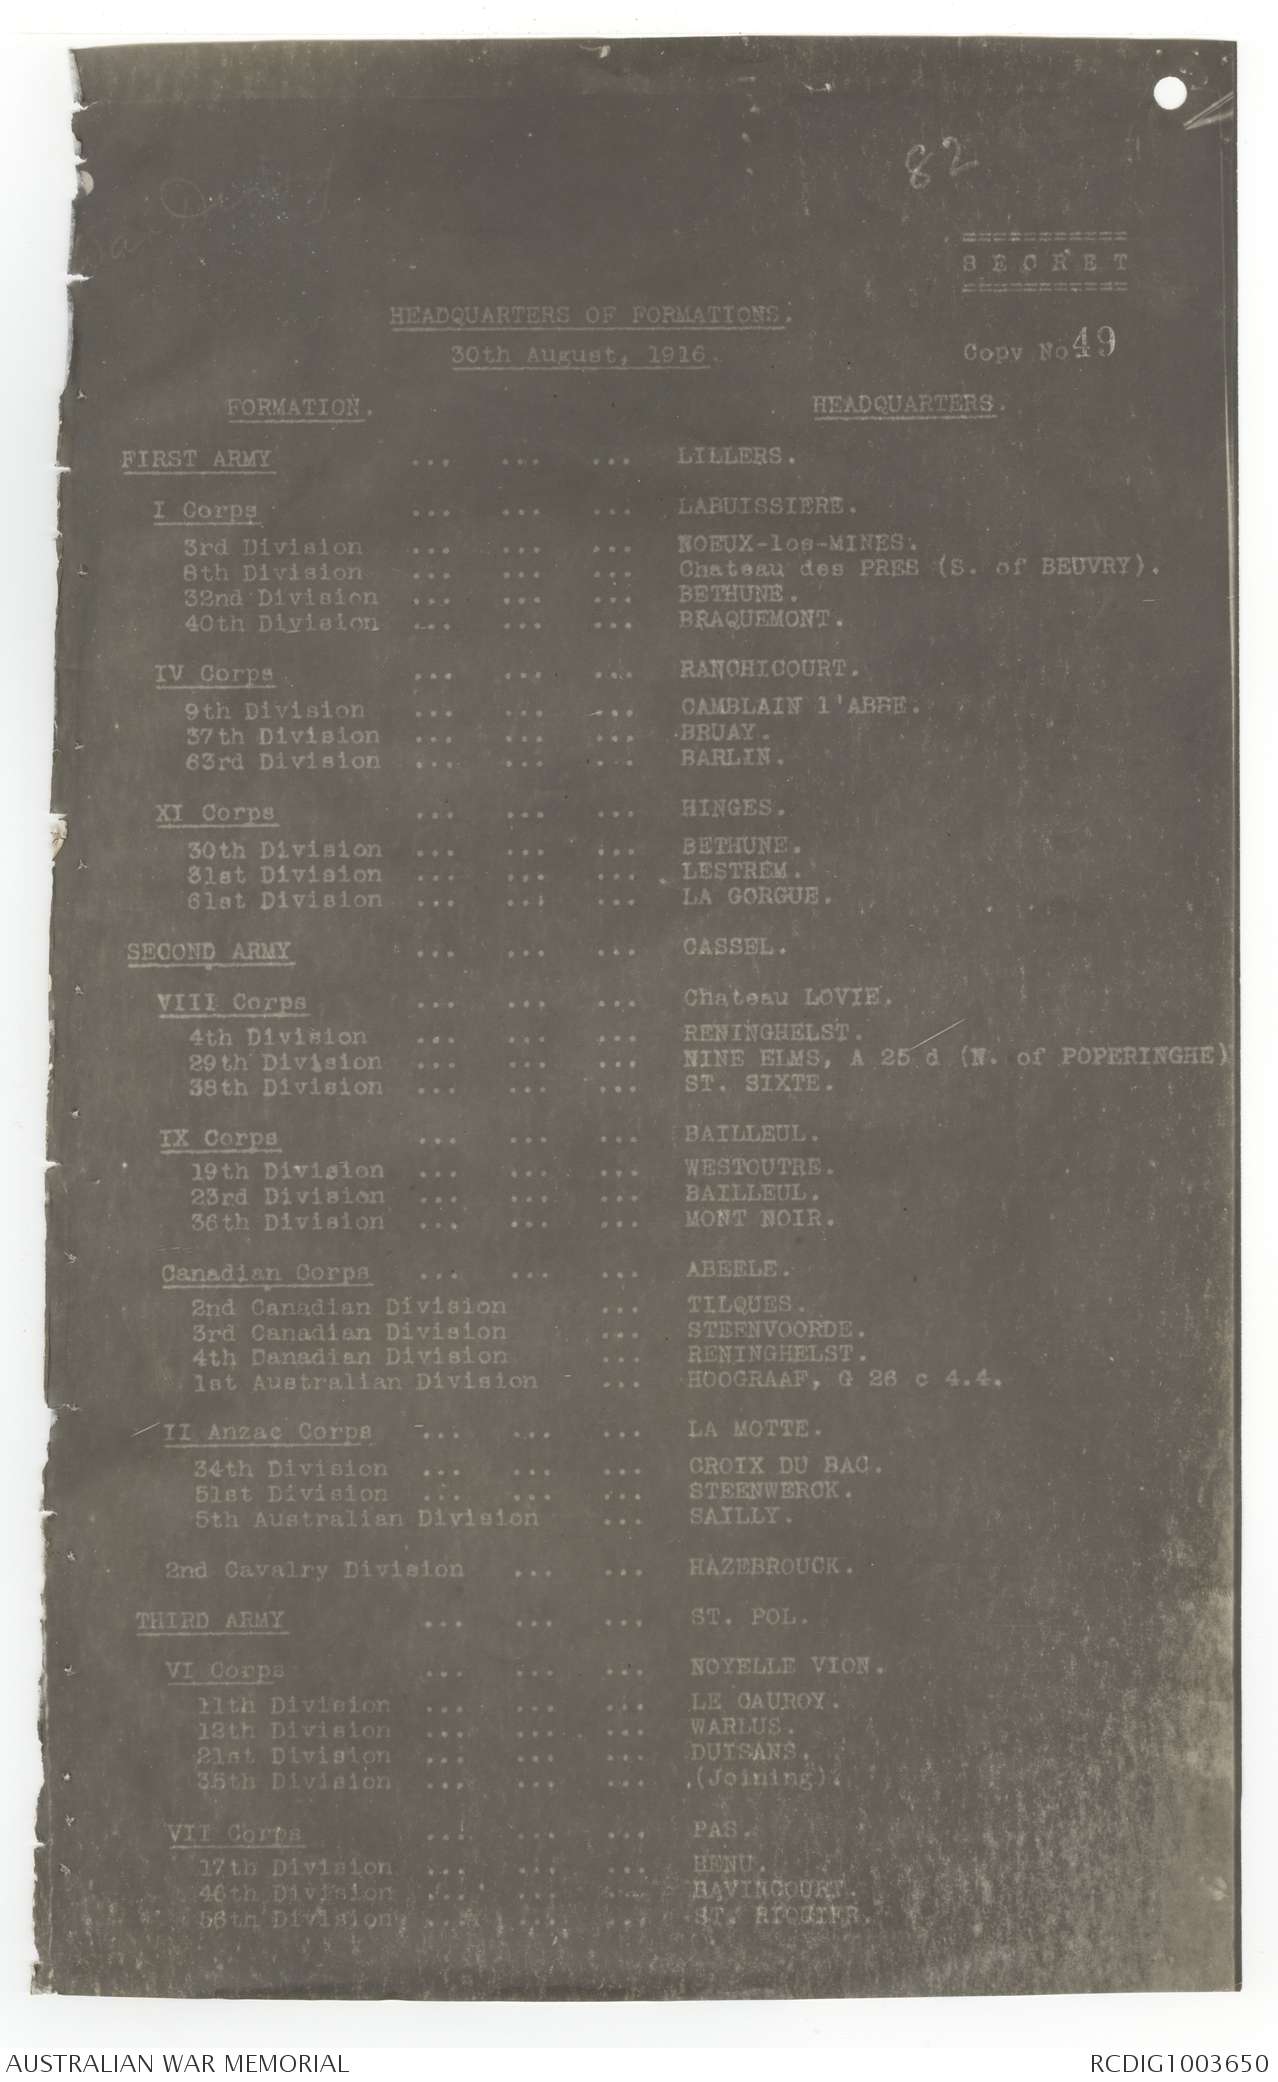 82
SECRET
HEADQUARTERS OF FORMATIONS.
30th August, 1916.
Copy No 49
FORMATION. HEADQUARTERS.
FIRST ARMY ... ... ... LILLERS.
I Corps ... ... ... LABUISSIERE.
3rd Division ... ... ... NOEUX-les-MINES.
8th Division ... ... ... Chateau des PRES (S. of BEUVRY).
32nd Division ... ... ... BETHUNE.
40th Division ... ... ... BRAQUEMONT.
IV Corps ... ... ... RANCHICOURT.
9th Division ... ... ... CAMBLAIN l'ABBE.
37th Division ... ... ... BRUAY.
63rd Division ... ... ... BARLIN.
XI Corps ... ... ... HINGES.
30th Division ... ... ... BETHUNE.
31st Division ... ... ... LESTREM.
61st Division ... ... ... LA GORGUE.
SECOND ARMY ... ... ... CASSEL.
VIII Corps ... ... ... Chateau LOVIE.
4th Division ... ... ... RENINGHELST.
29th Division ... ... ... NINE ELMS, A 25 d (N. of POPERINGHE)
38th Division ... ... ... ST. SIXTE.
IX Corps ... ... ... BAILLEUL.
19th Division ... ... ... WESTOUTRE.
23rd Division ... ... ... BAILLEUL.
36th Division ... ... ... MONT NOIR.
Canadian Corps ... ... ... ABEELE.
2nd Canadian Division ... TILQUES.
3rd Canadian Division ... STEENVOORDE.
4th Danadian Division ... RENINGHELST.
1st Australian Division ... HOOGRAAF, G 26 c 4.4.
II Anzac Corps ... ... ... LA MOTTE.
34th Division ... ... ... CROIX DU BAC.
51st Division ... ... ... STEENWERCK.
5th Australian Division ... SAILLY.
2nd Cavalry Division ... ... HAZEBROUCK.
THIRD ARMY ... ... ... ST. POL.
VI Corps ... ... ... NOYELLE VION.
11th Division ... ... ... LE CAUROY.
12th Division ... ... ... WARLUS.
21st Division ... ... ... DUISANS.
35th Division ... ... ... (Joining).
VII Corps ... ... ... PAS.
17th Division ... ... ... HENU.
46th Division ... ... ... BAVINCOURT.
56th Division ... ... ... ST. RIQUIER.
AUSTRALIAN WAR MEMORIAL RCDIG1003650